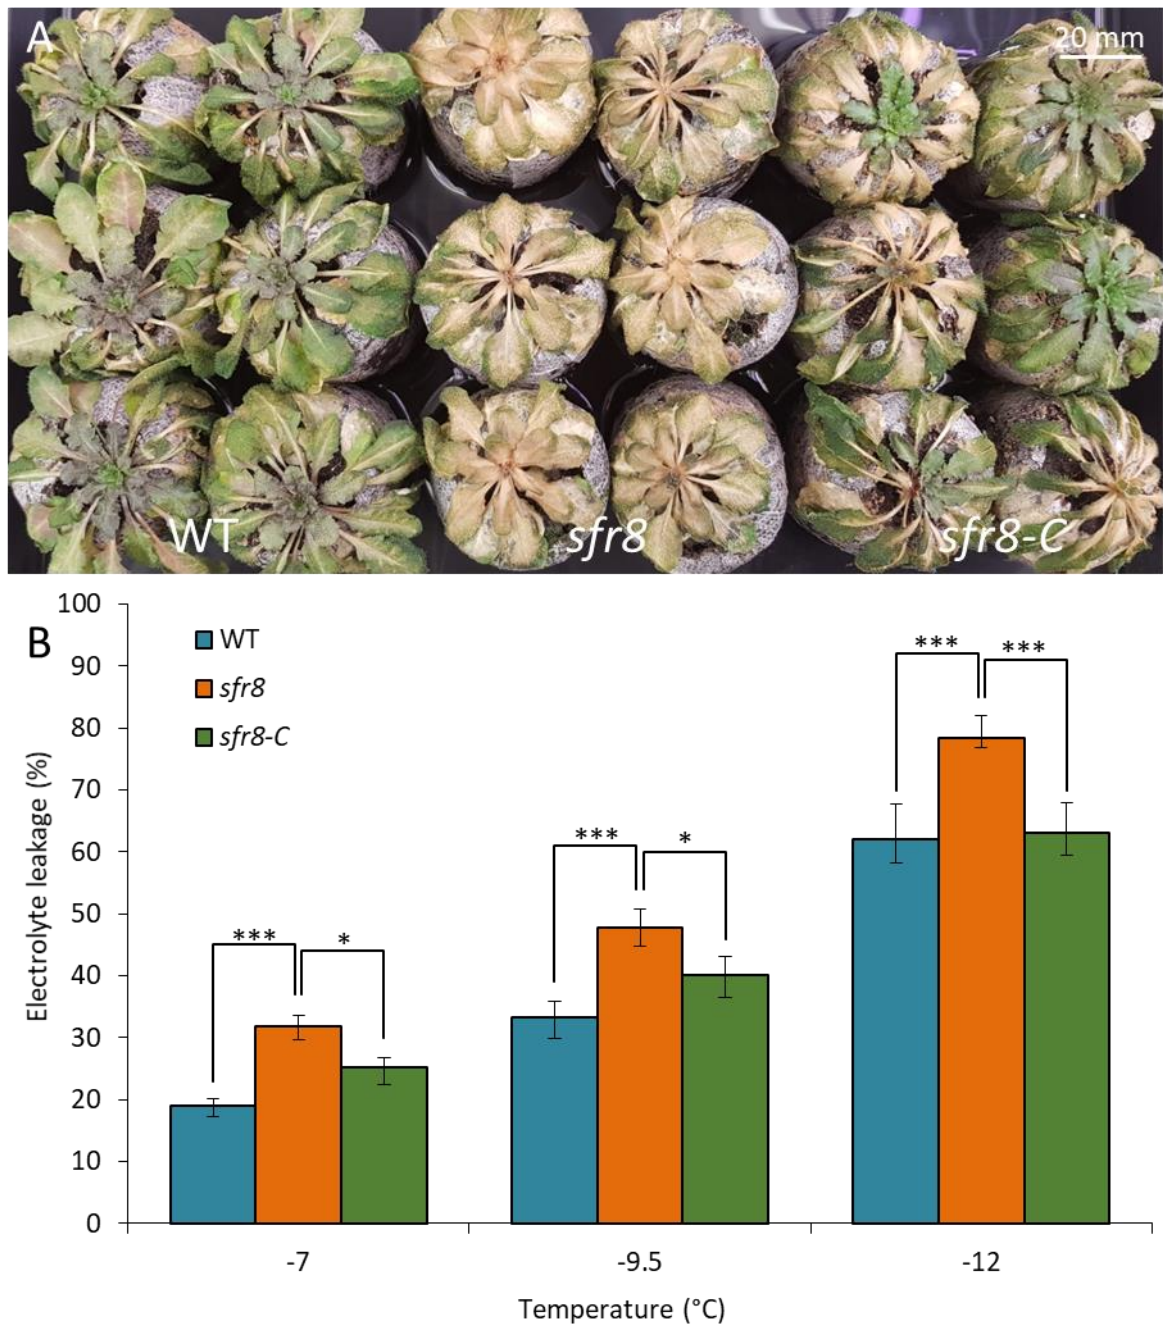 A
20 mm
WT
sfr8
sfr8-C
B
WT
sfr8
sfr8-C
Electrolyte leakage (%)
100
90
80
70
60
50
40
30
20
10
0
*** *
*** *
*** ***
-7 -9.5 -12
Temperature (°C)